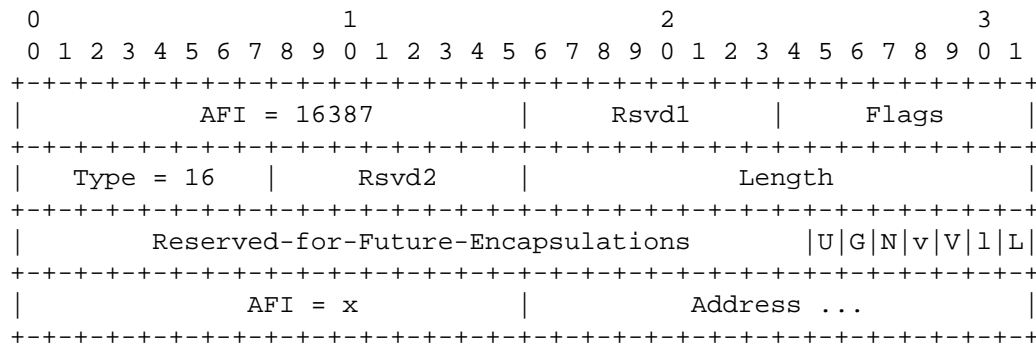 0                   1                   2                   3
 0 1 2 3 4 5 6 7 8 9 0 1 2 3 4 5 6 7 8 9 0 1 2 3 4 5 6 7 8 9 0 1
+-+-+-+-+-+-+-+-+-+-+-+-+-+-+-+-+-+-+-+-+-+-+-+-+-+-+-+-+-+-+-+-+
|           AFI = 16387           |     Rsvd1     |     Flags     |
+-+-+-+-+-+-+-+-+-+-+-+-+-+-+-+-+-+-+-+-+-+-+-+-+-+-+-+-+-+-+-+-+
|   Type = 16   |     Rsvd2     |             Length            |
+-+-+-+-+-+-+-+-+-+-+-+-+-+-+-+-+-+-+-+-+-+-+-+-+-+-+-+-+-+-+-+-+
|        Reserved-for-Future-Encapsulations       |U|G|N|v|V|l|L|
+-+-+-+-+-+-+-+-+-+-+-+-+-+-+-+-+-+-+-+-+-+-+-+-+-+-+-+-+-+-+-+-+
|              AFI = x          |          Address ...          |
+-+-+-+-+-+-+-+-+-+-+-+-+-+-+-+-+-+-+-+-+-+-+-+-+-+-+-+-+-+-+-+-+